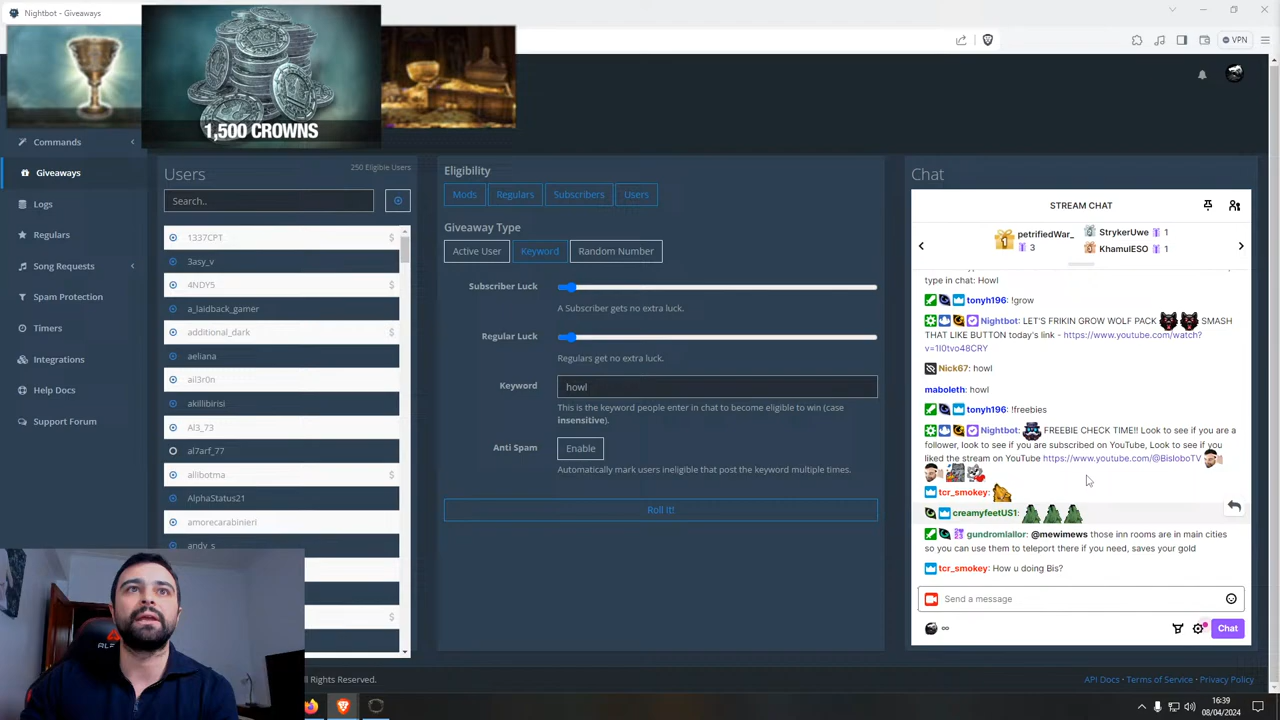 Nightbot - Giveaways
VPN
1,500 CROWNS
Commands
Giveaways
Logs
Regulars
Song Requests
Spam Protection
Timers
Integrations
Help Docs
Support Forum
Users
250 Eligible Users
Search..
1337CPT
$
3asy_v
4NDY5
$
a_laidback_gamer
additional_dark
$
aeliana
ail3r0n
akillibirisi
Al3_73
al7arf_77
allibotma
$
AlphaStatus21
amorecarabinieri
andy_s
$
Eligibility
Mods
Regulars
Subscribers
Users
Giveaway Type
Active User
Keyword
Random Number
Subscriber Luck
A Subscriber gets no extra luck.
Regular Luck
Regulars get no extra luck.
Keyword
howl
This is the keyword people enter in chat to become eligible to win (case
insensitive).
Anti Spam
Enable
Automatically mark users ineligible that post the keyword multiple times.
Roll It!
Chat
STREAM CHAT
1
petrifiedWar_
3
StrykerUwe 1
KhamulESO 1
type in chat: Howl
tonyh196: !grow
Nightbot: LET'S FRIKIN GROW WOLF PACK SMASH
THAT LIKE BUTTON today's link - https://www.youtube.com/watch?
v=1I0tvo48CRY
Nick67: howl
maboleth: howl
tonyh196: !freebies
Nightbot: FREEBIE CHECK TIME!! Look to see if you are a
follower, look to see if you are subscribed on YouTube, Look to see if you
liked the stream on YouTube https://www.youtube.com/@BisloboTV
tcr_smokey:
creamyfeetUS1:
gundromlallor: @mewimews those inn rooms are in main cities
so you can use them to teleport there if you need, saves your gold
tcr_smokey: How u doing Bis?
Send a message
∞
Chat
All Rights Reserved.
API Docs · Terms of Service · Privacy Policy
16:39
08/04/2024